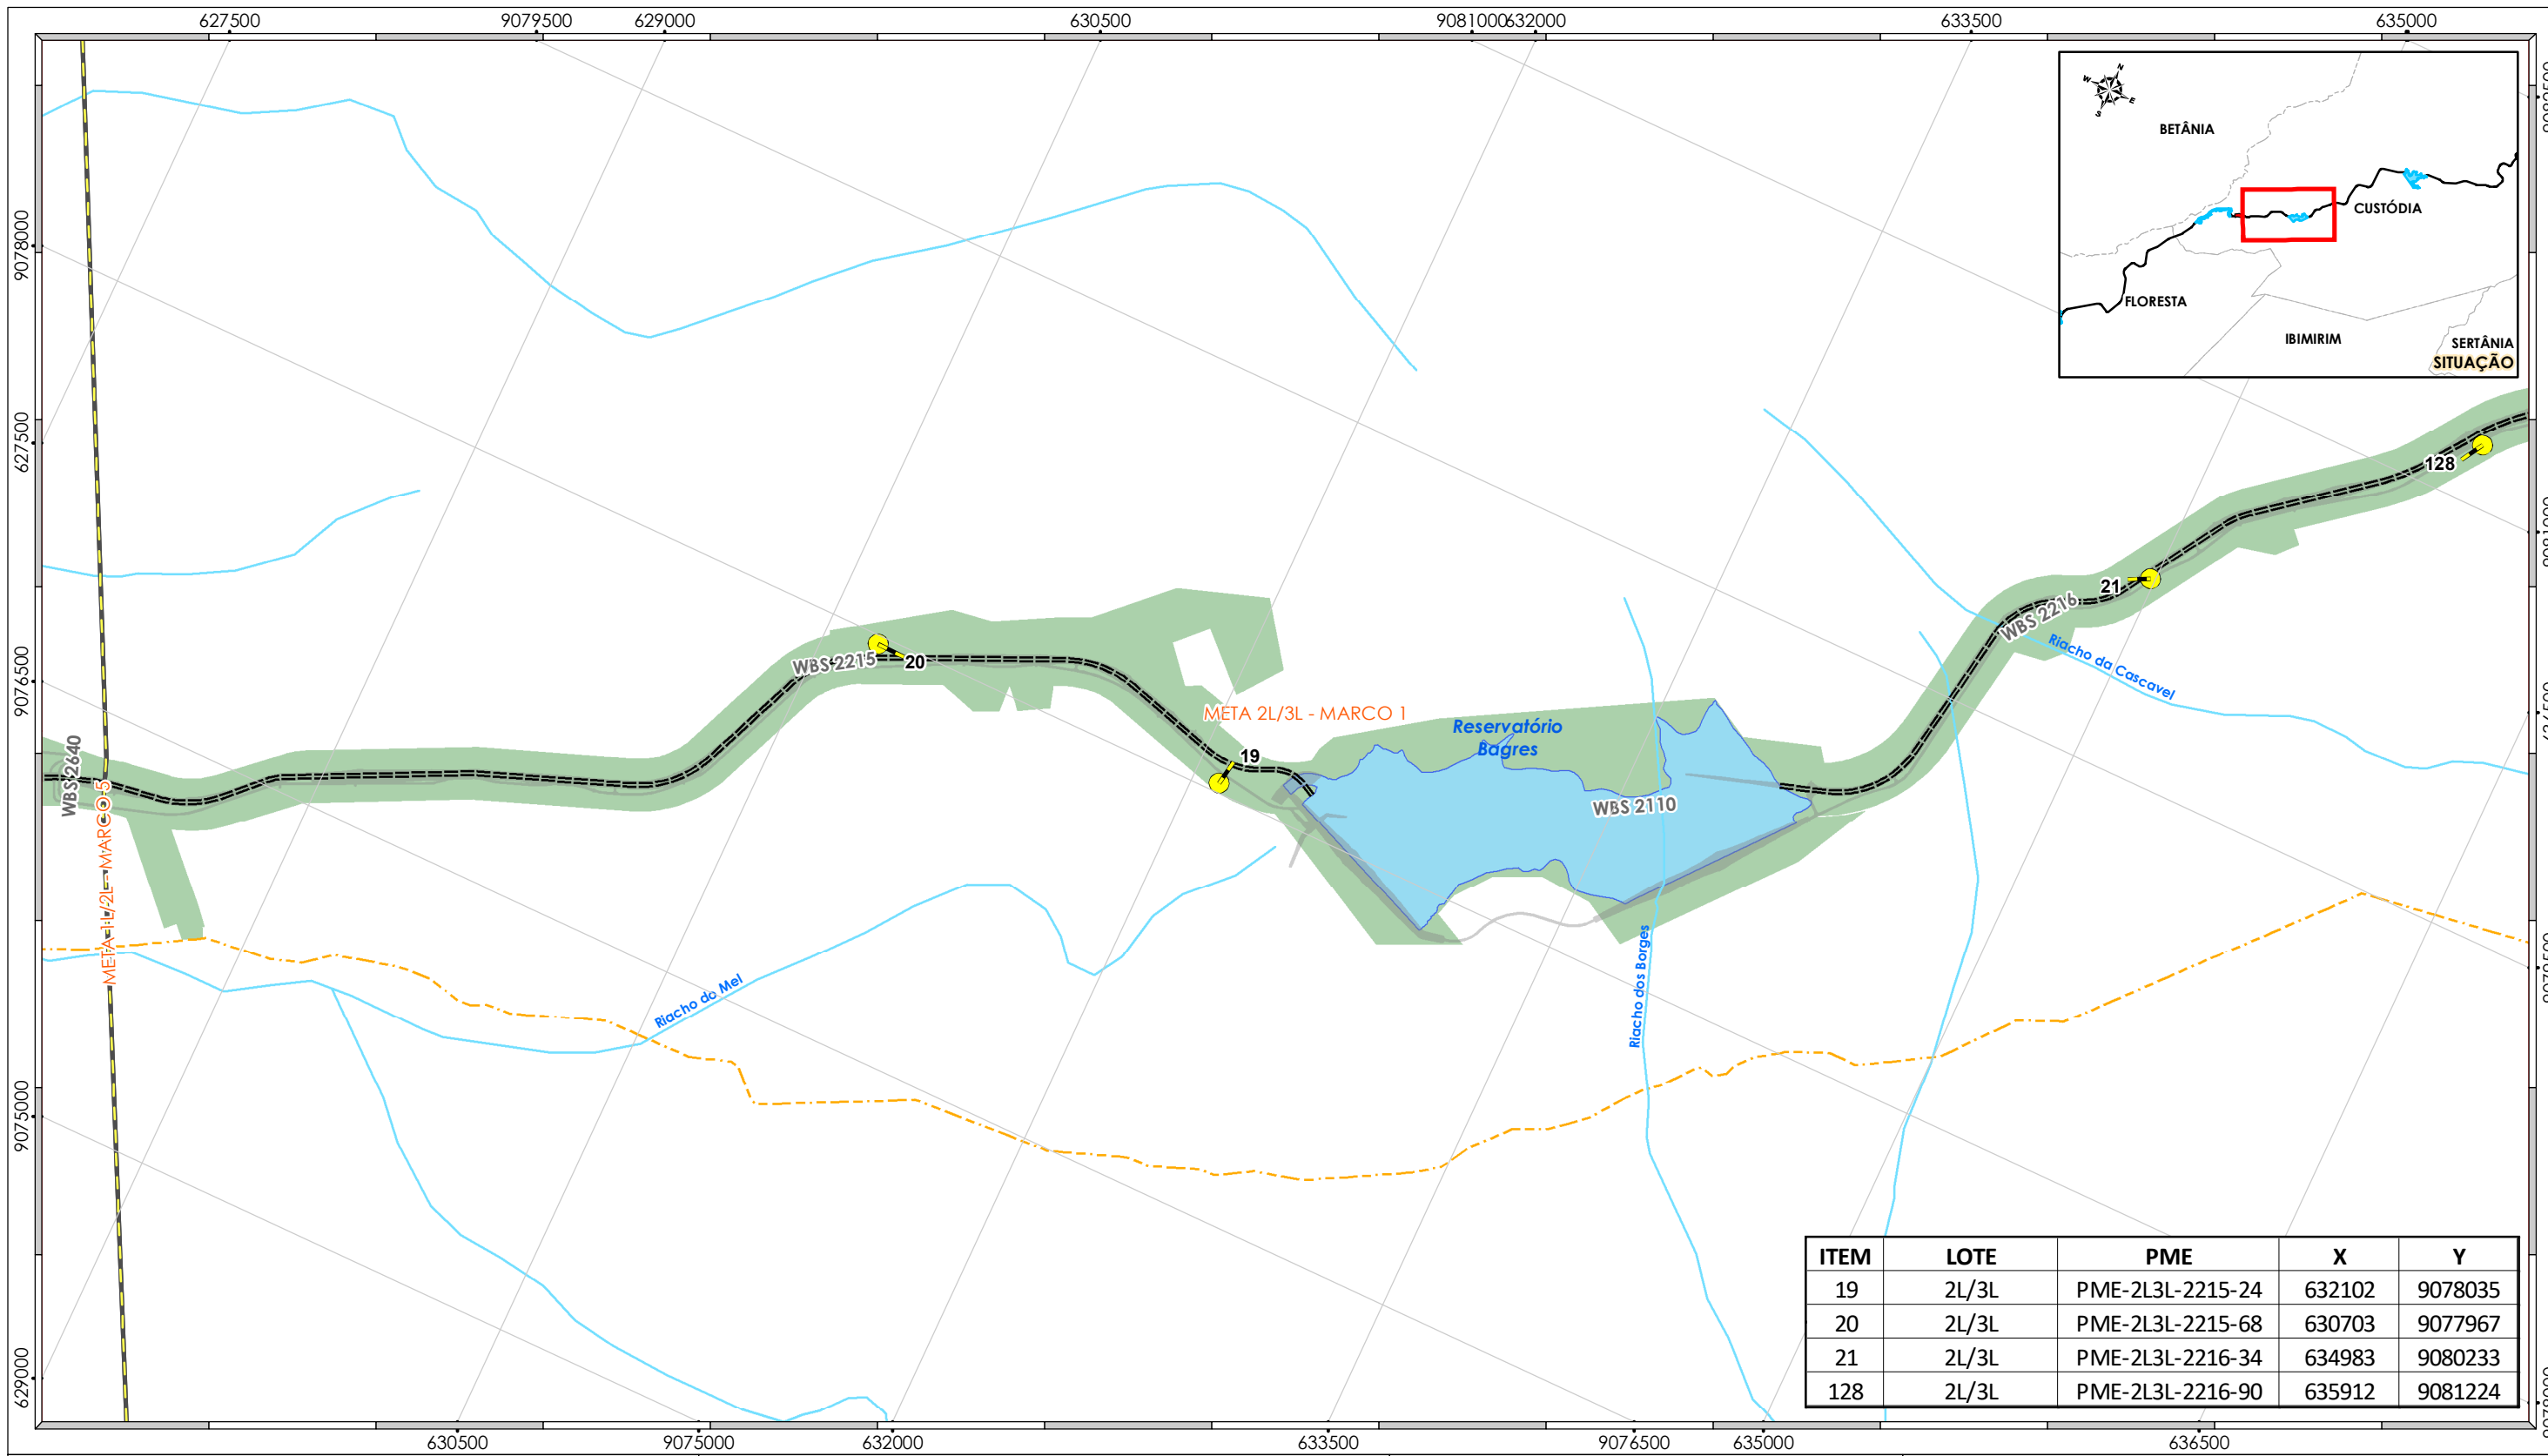 627500
9079500
629000
630500
9081000
632000
633500
635000
N
W
E
S
BETÂNIA
CUSTÓDIA
FLORESTA
IBIMIRIM
SERTÂNIA
SITUAÇÃO
9078000
627500
9076500
9075000
629000
128
21
WBS 2216
Riacho da Cascavel
WBS 2215
20
META 2L/3L - MARCO 1
19
Reservatório
Bagres
WBS 2110
WBS 2640
META 1L/2L - MARCO 5
Riacho do Mel
Riacho dos Borges
ITEM LOTE PME X Y
19 2L/3L PME-2L3L-2215-24 632102 9078035
20 2L/3L PME-2L3L-2215-68 630703 9077967
21 2L/3L PME-2L3L-2216-34 634983 9080233
128 2L/3L PME-2L3L-2216-90 635912 9081224
630500
9075000
632000
633500
9076500
635000
636500